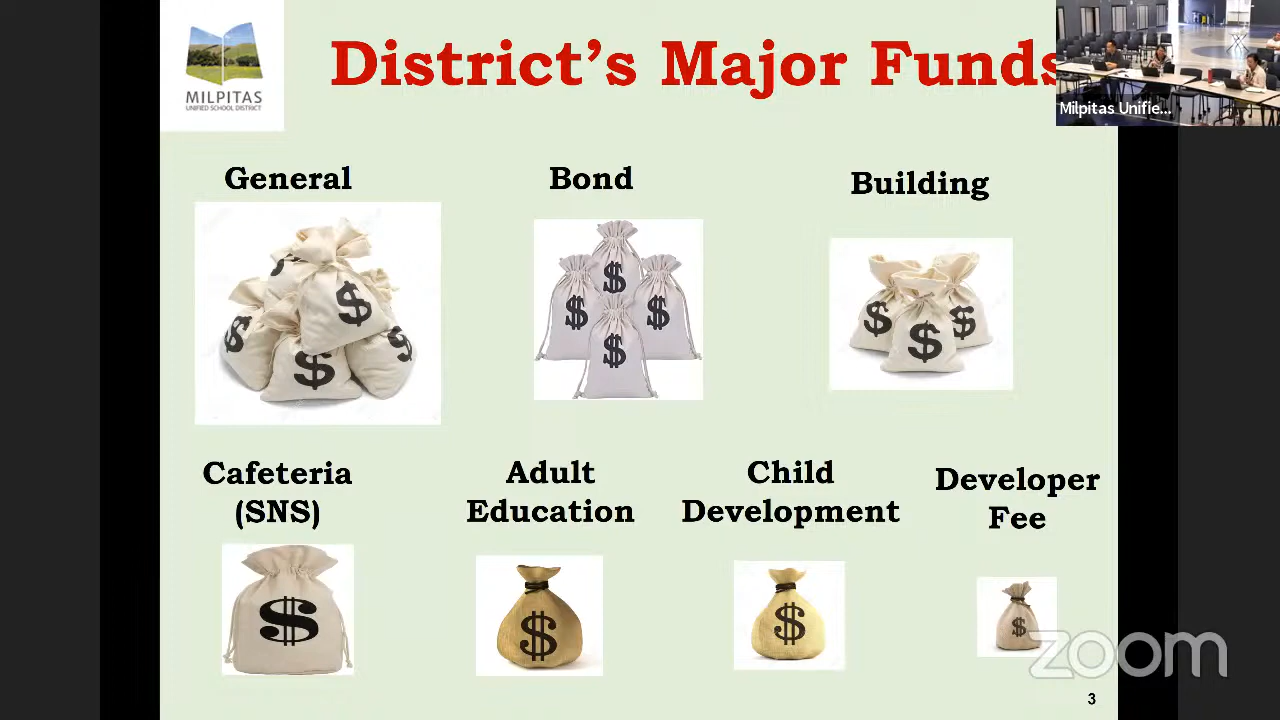 MILPITAS
UNIFIED SCHOOL DISTRICT
District's Major Funds
Milpitas Unifie...
General
Bond
Building
$
$
$
$
$
$
$
$
$
$
$
$
Cafeteria
(SNS)
Adult
Education
Child
Development
Developer
Fee
$
$
$
$
zoom
3